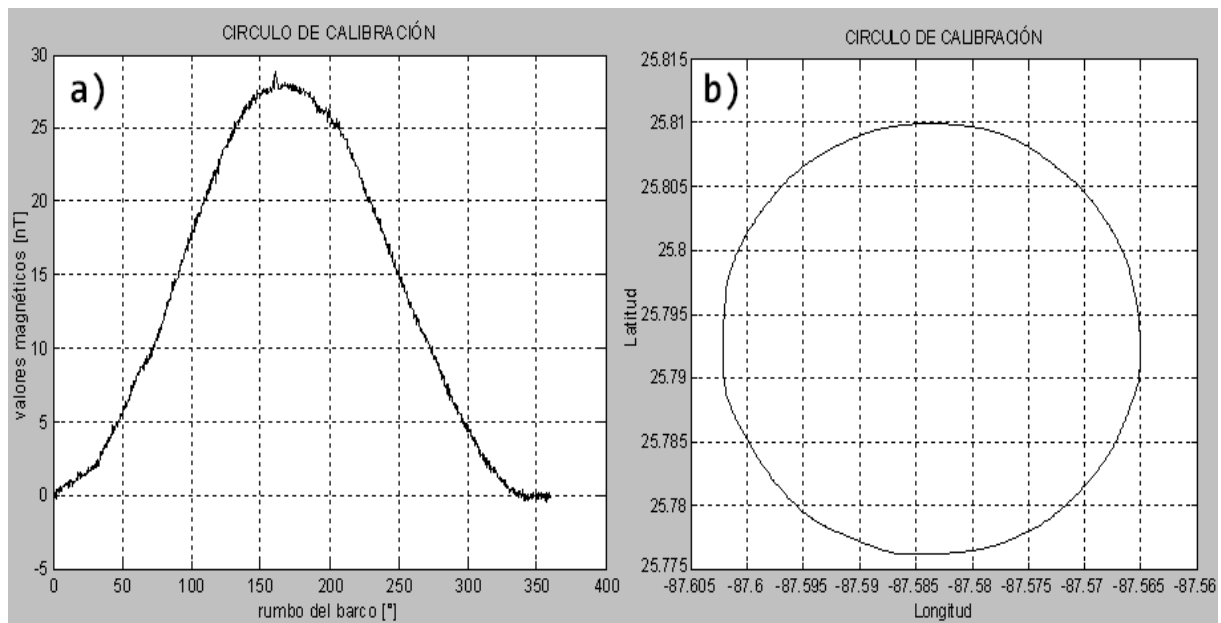 CIRCULO DE CALIBRACIÓN
a)
30
25
20
15
10
5
0
-5
valores magnéticos [nT]
0 50 100 150 200 250 300 350 400
rumbo del barco [°]
CIRCULO DE CALIBRACIÓN
b)
25.815
25.81
25.805
25.8
25.795
25.79
25.785
25.78
25.775
Latitud
-87.605 -87.6 -87.595 -87.59 -87.585 -87.58 -87.575 -87.57 -87.565 -87.56
Longitud